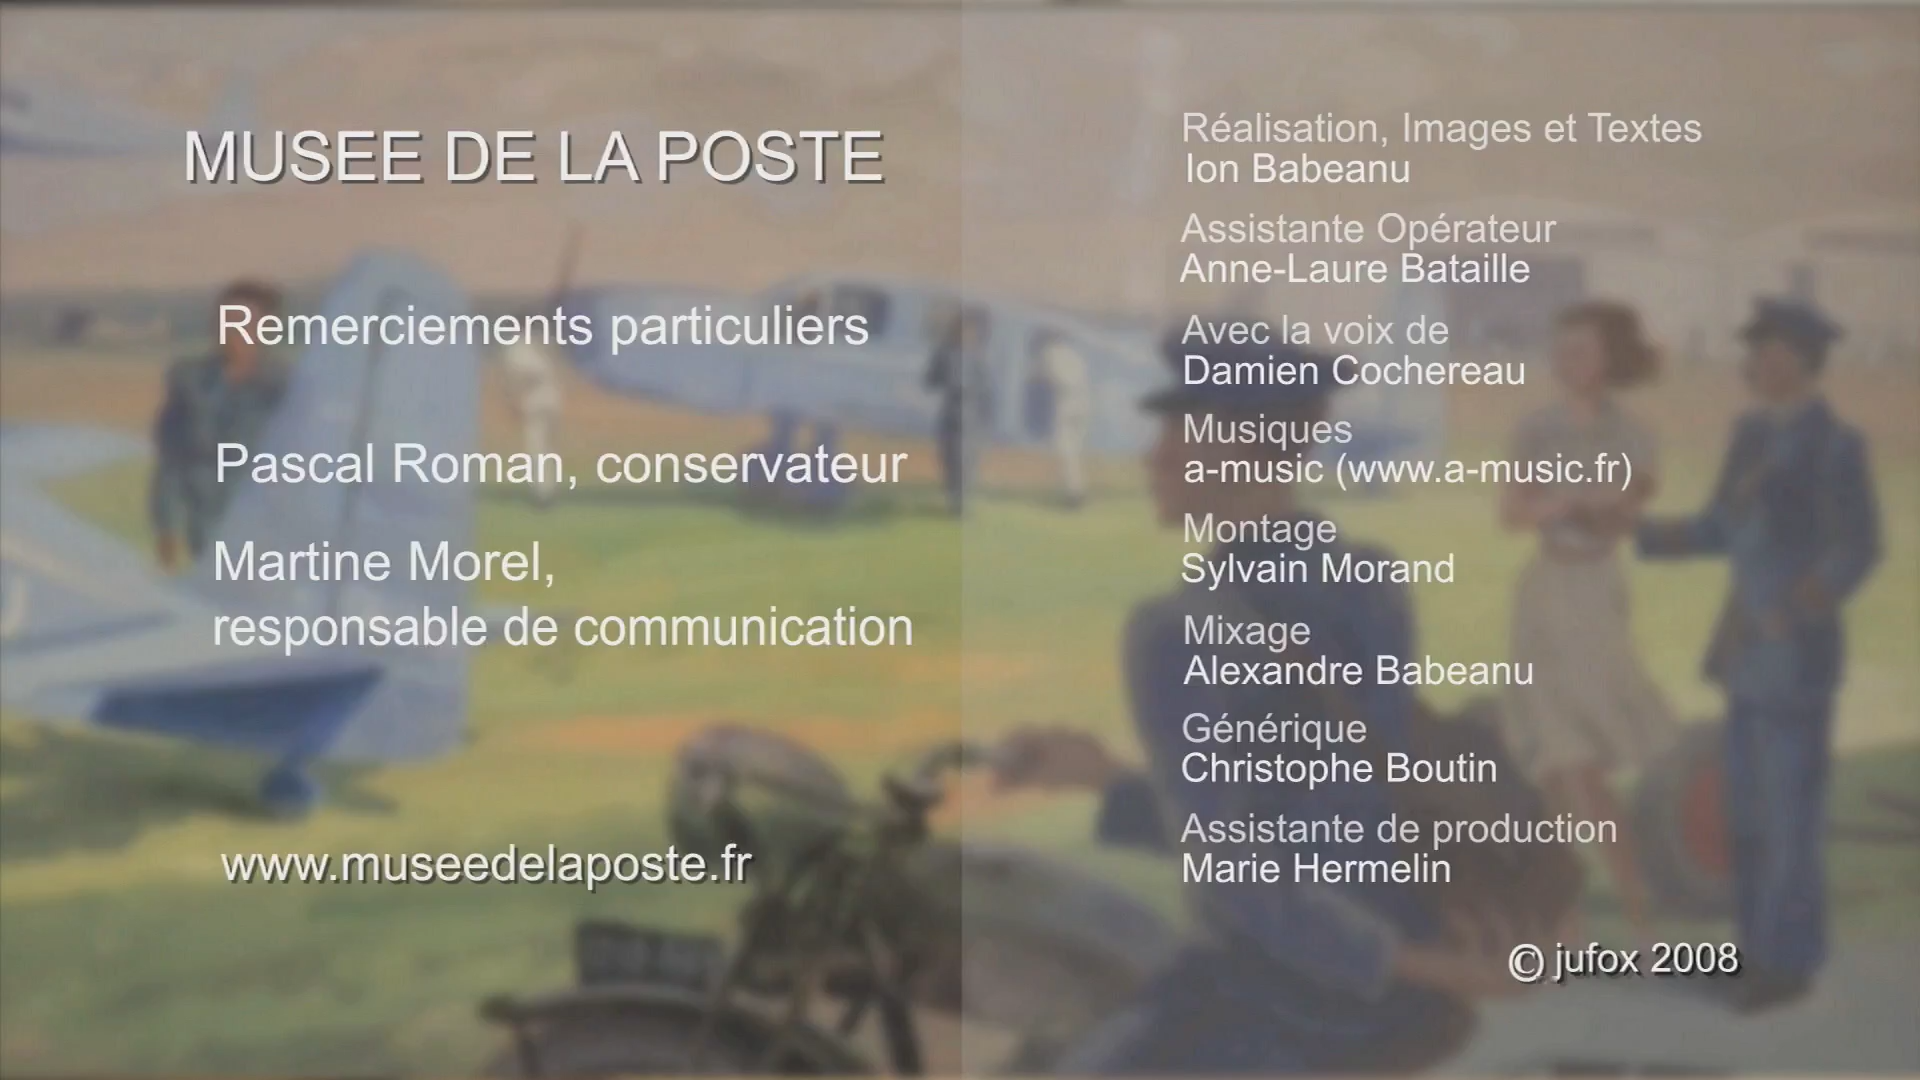 MUSEE DE LA POSTE
Remerciements particuliers
Pascal Roman, conservateur
Martine Morel,
responsable de communication
www.museedelaposte.fr
Réalisation, Images et Textes
Ion Babeanu
Assistante Opérateur
Anne-Laure Bataille
Avec la voix de
Damien Cochereau
Musiques
a-music (www.a-music.fr)
Montage
Sylvain Morand
Mixage
Alexandre Babeanu
Générique
Christophe Boutin
Assistante de production
Marie Hermelin
© jufox 2008